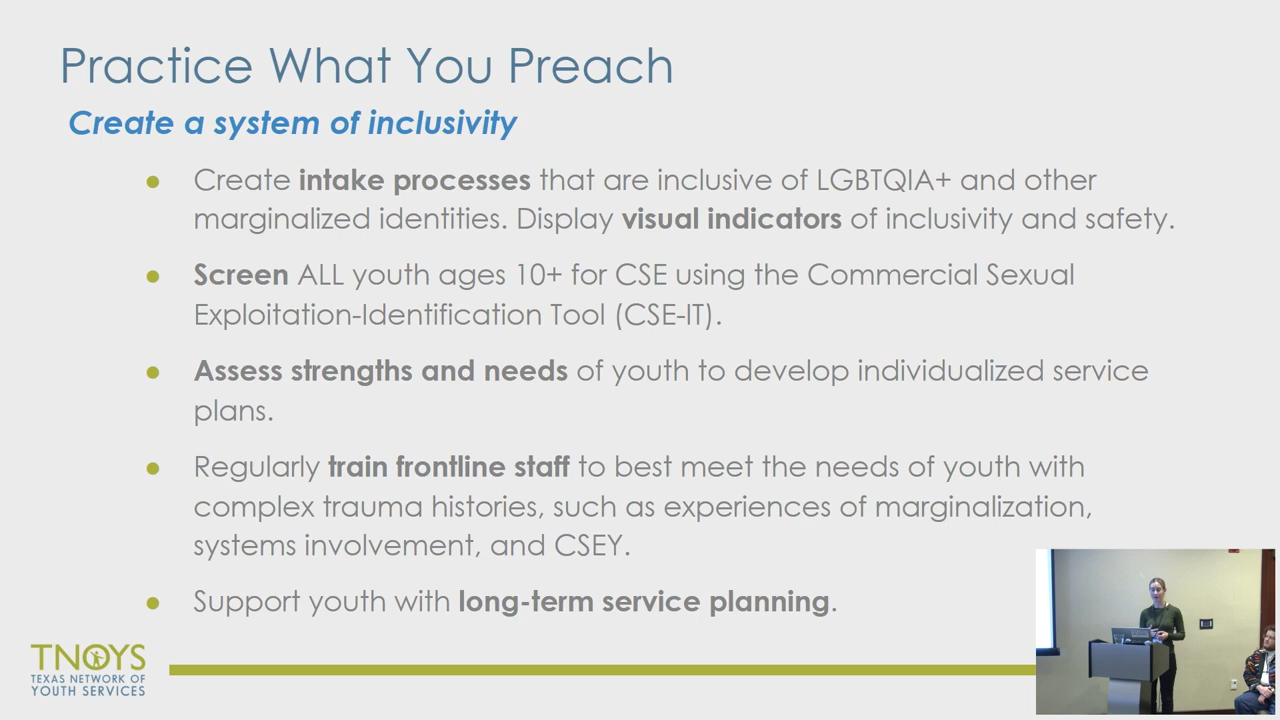 Practice What You Preach
Create a system of inclusivity
● Create intake processes that are inclusive of LGBTQIA+ and other
marginalized identities. Display visual indicators of inclusivity and safety.
● Screen ALL youth ages 10+ for CSE using the Commercial Sexual
Exploitation-Identification Tool (CSE-IT).
● Assess strengths and needs of youth to develop individualized service
plans.
● Regularly train frontline staff to best meet the needs of youth with
complex trauma histories, such as experiences of marginalization,
systems involvement, and CSEY.
● Support youth with long-term service planning.
TNOYS
TEXAS NETWORK OF
YOUTH SERVICES